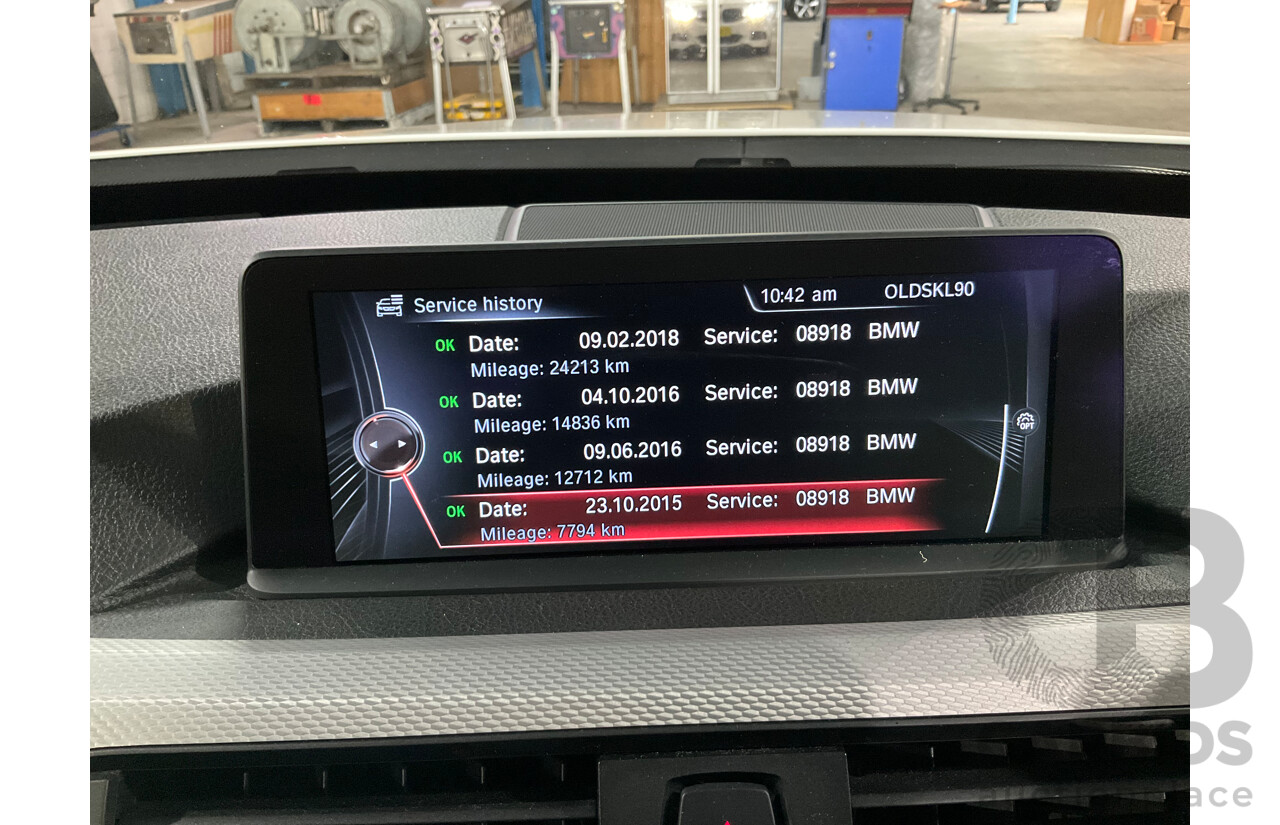 Service history 10:42 am OLDSKL90
OK Date: 09.02.2018 Service: 08918 BMW
Mileage: 24213 km
OK Date: 04.10.2016 Service: 08918 BMW
Mileage: 14836 km
OK Date: 09.06.2016 Service: 08918 BMW
Mileage: 12712 km
OK Date: 23.10.2015 Service: 08918 BMW
Mileage: 7794 km
OPT